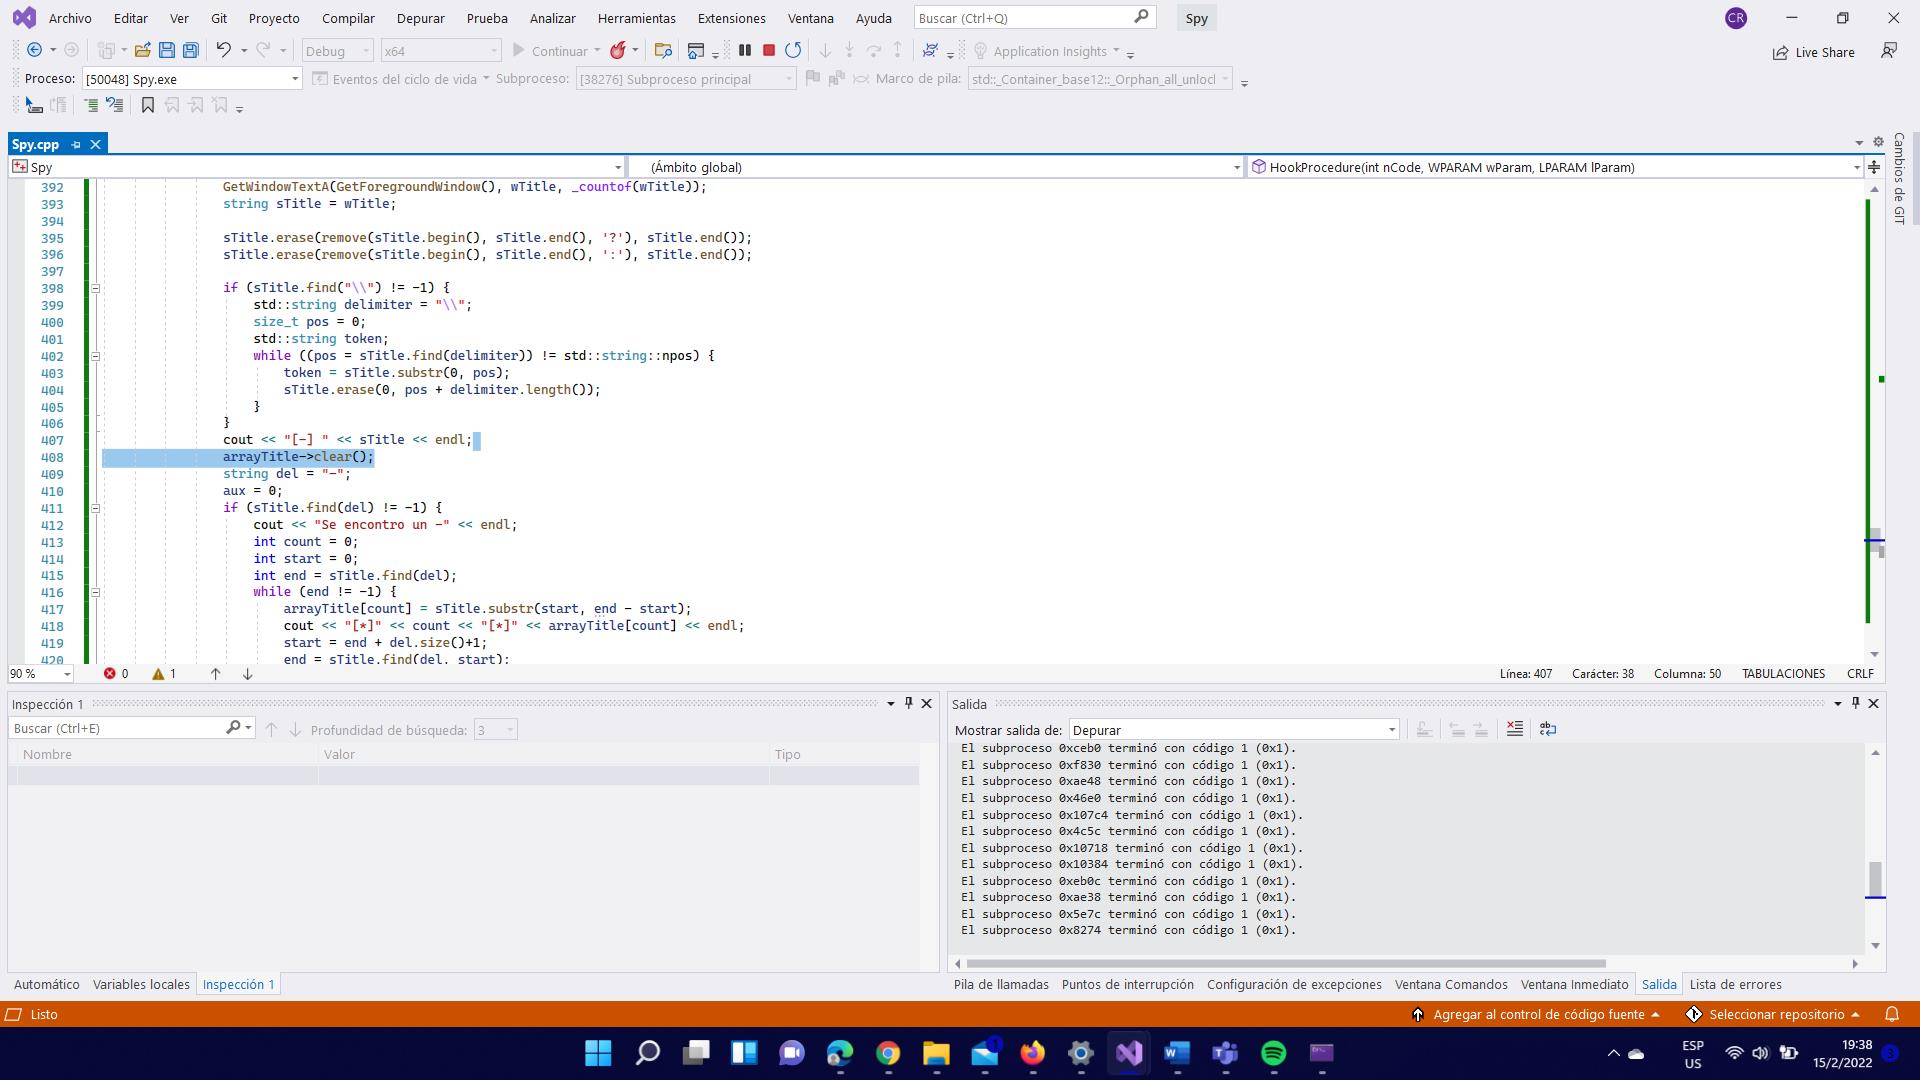 Archivo Editar Ver Git Proyecto Compilar Depurar Prueba Analizar Herramientas Extensiones Ventana Ayuda Buscar (Ctrl+Q) Spy CR
Debug x64 Continuar Application Insights Live Share
Proceso: [50048] Spy.exe Eventos del ciclo de vida Subproceso: [38276] Subproceso principal Marco de pila: std::_Container_base12::_Orphan_all_unlocl
Spy.cpp
Spy (Ámbito global) HookProcedure(int nCode, WPARAM wParam, LPARAM lParam)
Cambios de GIT
392 GetWindowTextA(GetForegroundWindow(), wTitle, _countof(wTitle));
393 string sTitle = wTitle;
394
395 sTitle.erase(remove(sTitle.begin(), sTitle.end(), '?'), sTitle.end());
396 sTitle.erase(remove(sTitle.begin(), sTitle.end(), ':'), sTitle.end());
397
398 if (sTitle.find("\\") != -1) {
399 std::string delimiter = "\\";
400 size_t pos = 0;
401 std::string token;
402 while ((pos = sTitle.find(delimiter)) != std::string::npos) {
403 token = sTitle.substr(0, pos);
404 sTitle.erase(0, pos + delimiter.length());
405 }
406 }
407 cout << "[-] " << sTitle << endl;
408 arrayTitle->clear();
409 string del = "-";
410 aux = 0;
411 if (sTitle.find(del) != -1) {
412 cout << "Se encontro un -" << endl;
413 int count = 0;
414 int start = 0;
415 int end = sTitle.find(del);
416 while (end != -1) {
417 arrayTitle[count] = sTitle.substr(start, end - start);
418 cout << "[*]" << count << "[*]" << arrayTitle[count] << endl;
419 start = end + del.size()+1;
420 end = sTitle.find(del, start);
90 % 0 1 Línea: 407 Carácter: 38 Columna: 50 TABULACIONES CRLF
Inspección 1
Buscar (Ctrl+E) Profundidad de búsqueda: 3
Nombre Valor Tipo
Automático Variables locales Inspección 1
Salida
Mostrar salida de: Depurar
El subproceso 0xceb0 terminó con código 1 (0x1).
El subproceso 0xf830 terminó con código 1 (0x1).
El subproceso 0xae48 terminó con código 1 (0x1).
El subproceso 0x46e0 terminó con código 1 (0x1).
El subproceso 0x107c4 terminó con código 1 (0x1).
El subproceso 0x4c5c terminó con código 1 (0x1).
El subproceso 0x10718 terminó con código 1 (0x1).
El subproceso 0x10384 terminó con código 1 (0x1).
El subproceso 0xeb0c terminó con código 1 (0x1).
El subproceso 0xae38 terminó con código 1 (0x1).
El subproceso 0x5e7c terminó con código 1 (0x1).
El subproceso 0x8274 terminó con código 1 (0x1).
Pila de llamadas Puntos de interrupción Configuración de excepciones Ventana Comandos Ventana Inmediato Salida Lista de errores
Listo Agregar al control de código fuente Seleccionar repositorio
ESP
US
19:38
15/2/2022
3
1